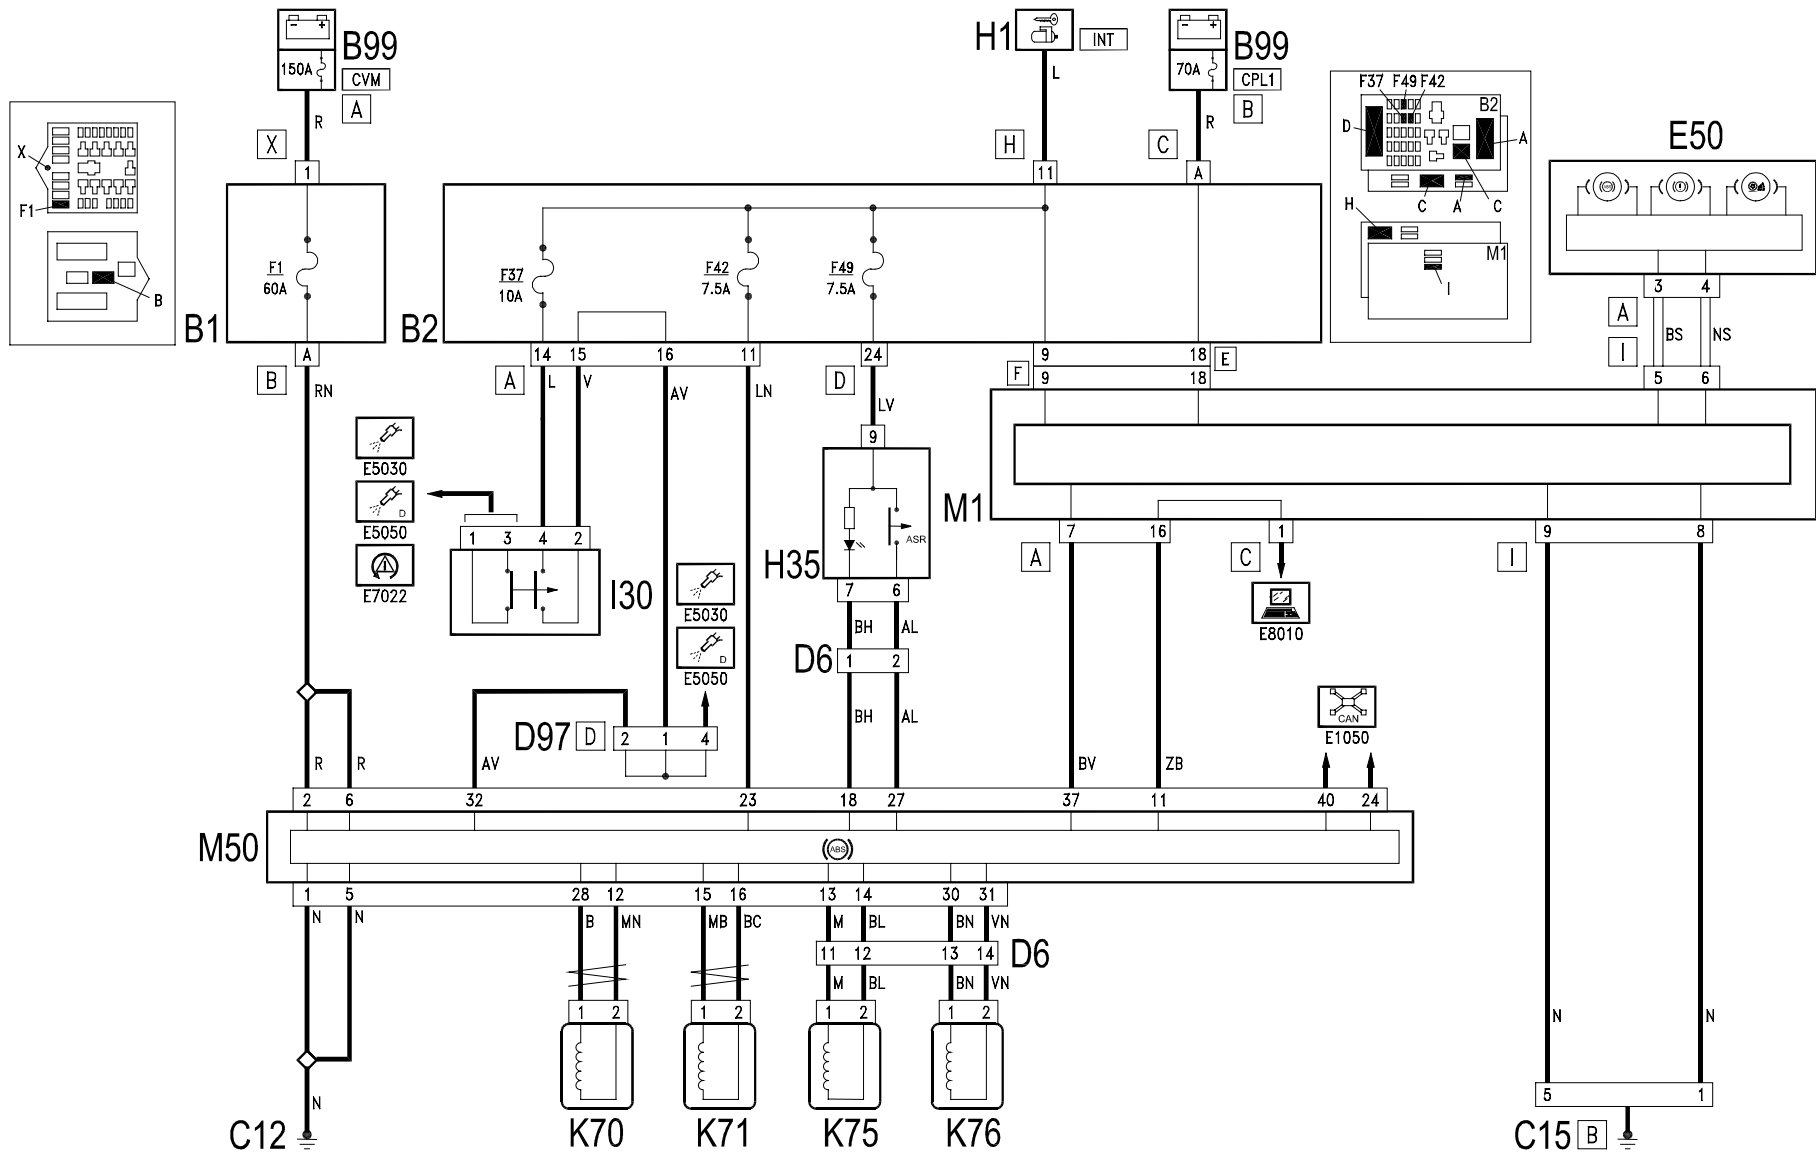 B99
150A
CVM
A
R
X
1
H1
INT
L
H
11
B99
70A
CPL1
B
R
C
A
X
F1
B
F37 F49 F42
B2
D
A
C A C
H
M1
I
E50
3 4
A
I
BS NS
5 6
B1
F1
60A
A
B
RN
B2
F37
10A
F42
7.5A
F49
7.5A
14 15 16 11 24 9 18
A
D
E
F
9 18
L V AV LN LV
E5030
D
E5050
E7022
1 3 4 2
I30
9
ASR
H35
7 6
BH AL
D6
1 2
BH AL
E5030
D
E5050
D97
D
2 1 4
AV
M1
7 16 1 9 8
A
C
I
E8010
BV ZB
CAN
E1050
R R
2 6 32 23 18 27 37 11 40 24
M50
ABS
1 5 28 12 15 16 13 14 30 31
N N B MN MB BC M BL BN VN
11 12 13 14
D6
M BL BN VN
1 2 1 2 1 2 1 2
K70 K71 K75 K76
N
C12
N N
5 1
C15
B